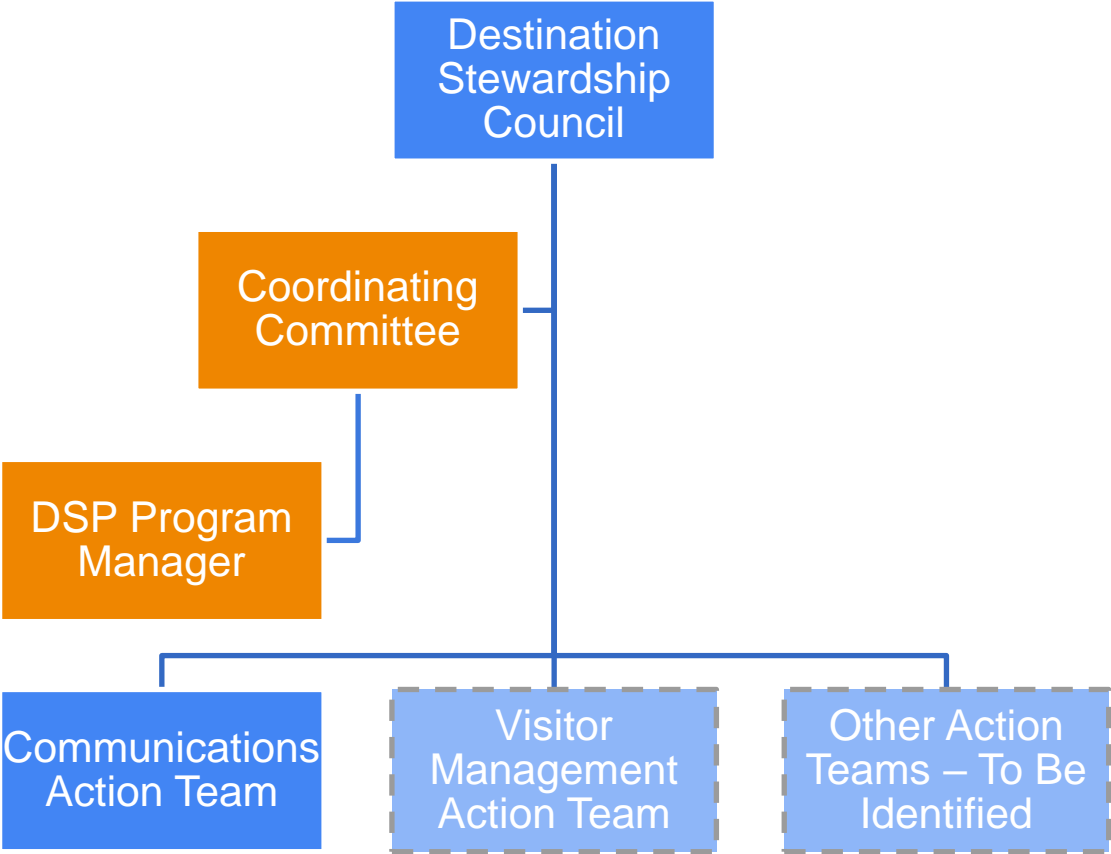 Destination
Stewardship
Council
Coordinating
Committee
DSP Program
Manager
Communications
Action Team
Visitor
Management
Action Team
Other Action
Teams – To Be
Identified